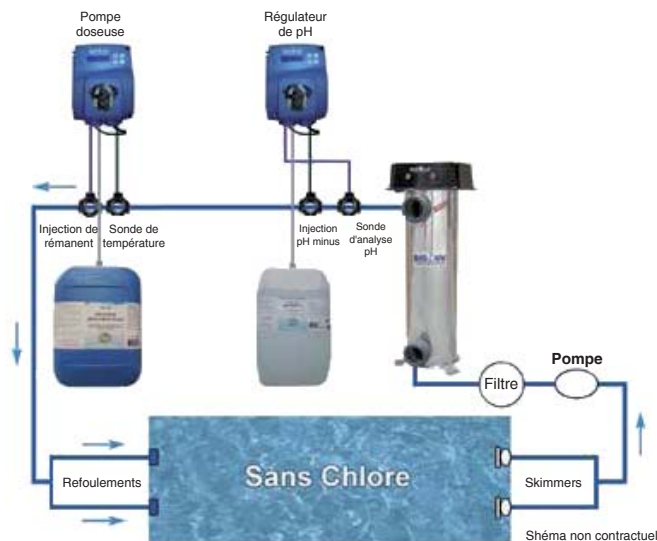 Pompe
doseuse
Régulateur
de pH
Injection de
rémanent
Sonde de
température
Injection
pH minus
Sonde
d'analyse
pH
Filtre
Pompe
Refoulements
Sans Chlore
Skimmers
Shéma non contractuel